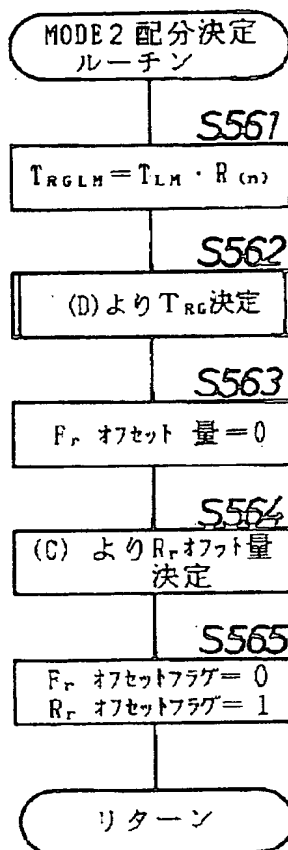 MODE2 配分決定
ルーチン
S561
TRGLM=TLM・R(n)
S562
(D)よりTRG決定
S563
Fr オフセット 量=0
S564
(C) よりRrオフット量
決定
S565
Fr オフセットフラグ= 0
Rr オフセットフラグ= 1
リターン